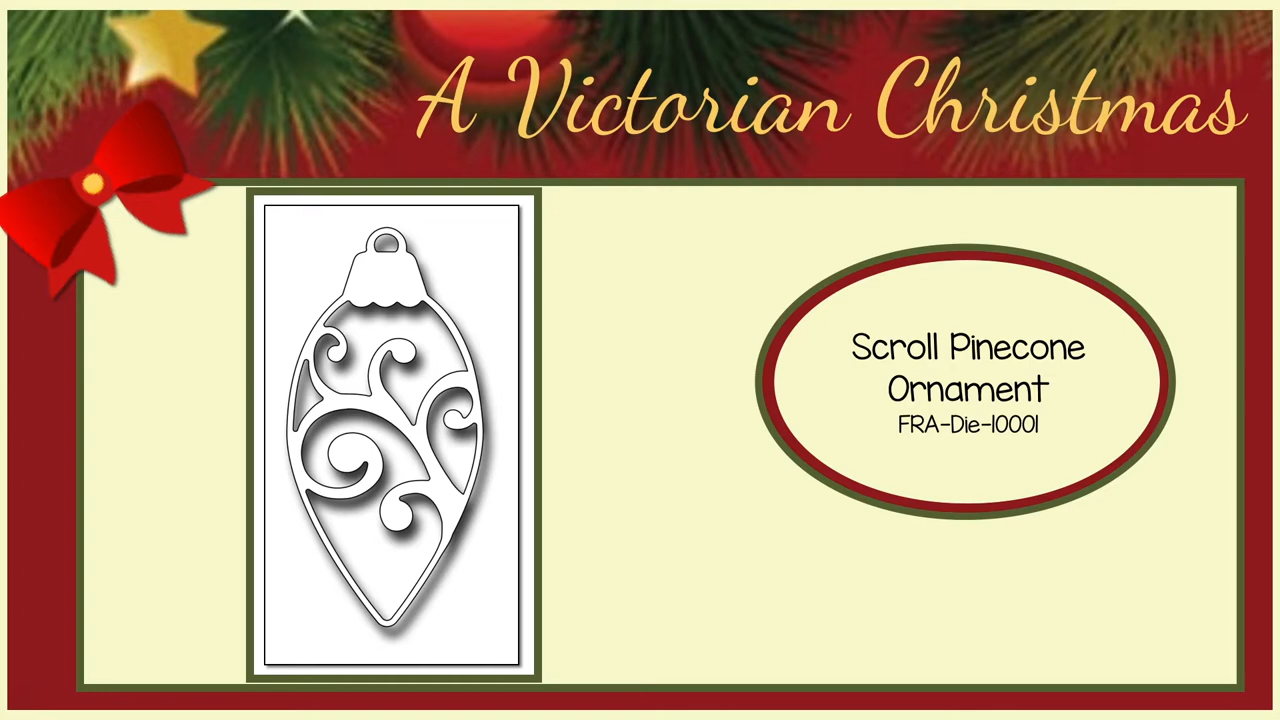 A Victorian Christmas
Scroll Pinecone
Ornament
FRA-Die-10001